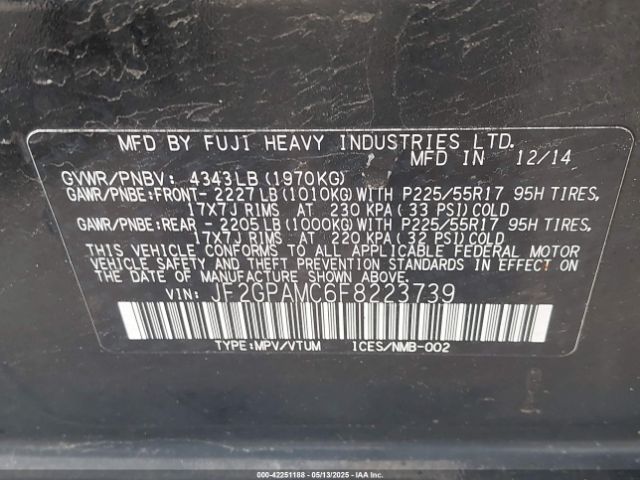 MFD BY FUJI HEAVY INDUSTRIES LTD.
MFD IN 12/14
GVWR/PNBV: 4343LB (1970KG)
GAWR/PNBE:FRONT- 2227LB (1010KG) WITH P225/55R17 95H TIRES,
17X7J RIMS AT 230 KPA( 33 PSI) COLD
GAWR/PNBE:REAR - 2205LB (1000KG) WITH P225/55R17 95H TIRES,
17X7J RIMS AT 220 KPA( 32 PSI) COLD
THIS VEHICLE CONFORMS TO ALL APPLICABLE FEDERAL MOTOR
VEHICLE SAFETY AND THEFT PREVENTION STANDARDS IN EFFECT ON
THE DATE OF MANUFACTURE SHOWN ABOVE.
VIN: JF2GPAMC6F8223739
TYPE:MPV/VTUM ICES/NMB-002
000-42251188 - 05/13/2025 - IAA Inc.